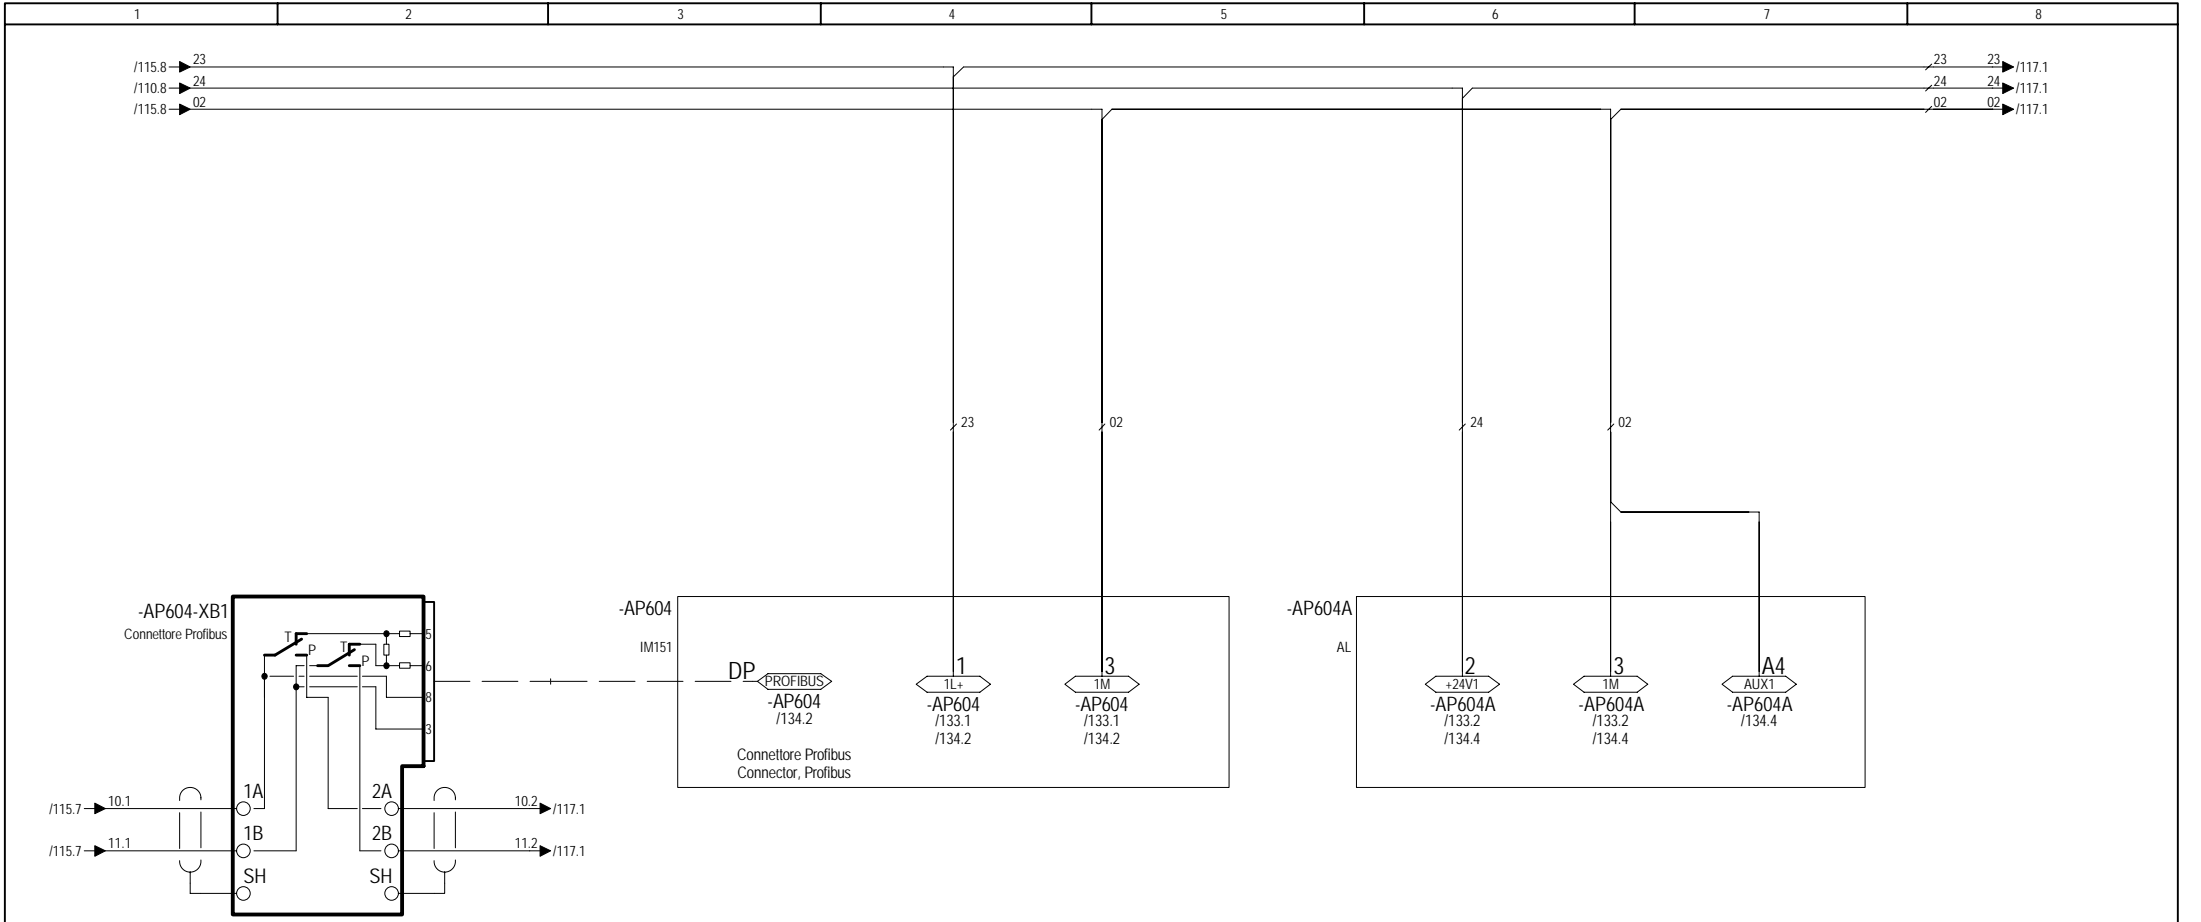 1 2 3 4 5 6 7 8
/115.8 23 23 23 /117.1
/110.8 24 24 24 /117.1
/115.8 02 02 02 /117.1
23 02 24 02
-AP604-XB1
Connettore Profibus
T P T P
5
6
8
3
1A 2A
/115.7 10.1 10.2 /117.1
1B 2B
/115.7 11.1 11.2 /117.1
SH SH
-AP604
IM151
DP
PROFIBUS
-AP604
/134.2
Connettore Profibus
Connector, Profibus
1
1L+
-AP604
/133.1
/134.2
3
1M
-AP604
/133.1
/134.2
-AP604A
AL
2
+24V1
-AP604A
/133.2
/134.4
3
1M
-AP604A
/133.2
/134.4
A4
AUX1
-AP604A
/134.4